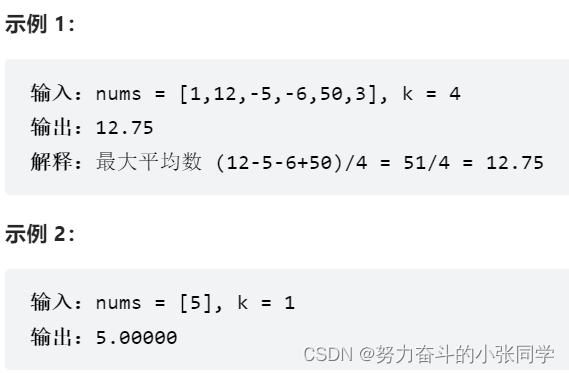 示例 1：
输入：nums = [1,12,-5,-6,50,3], k = 4
输出：12.75
解释：最大平均数 (12-5-6+50)/4 = 51/4 = 12.75
示例 2：
输入：nums = [5], k = 1
输出：5.00000
CSDN @努力奋斗的小张同学